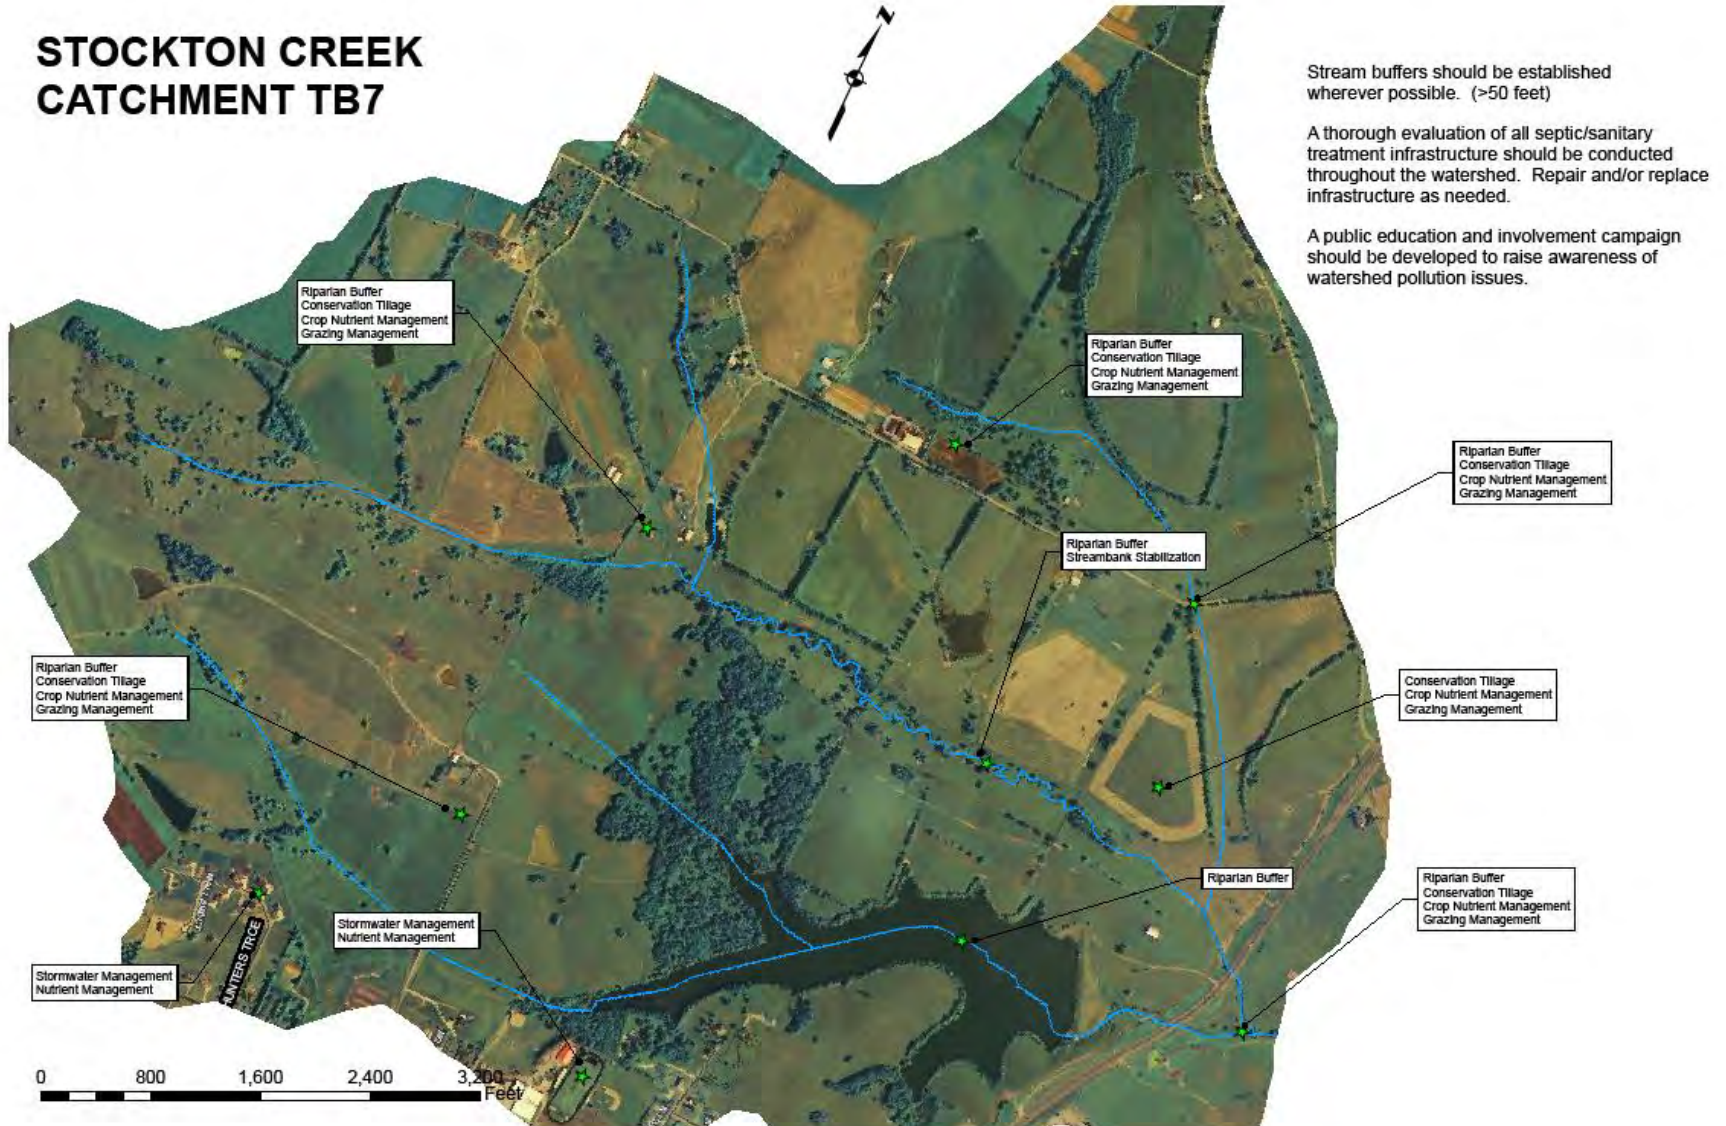 STOCKTON CREEK
CATCHMENT TB7
Z
Stream buffers should be established
wherever possible. (>50 feet)
A thorough evaluation of all septic/sanitary
treatment infrastructure should be conducted
throughout the watershed. Repair and/or replace
infrastructure as needed.
A public education and involvement campaign
should be developed to raise awareness of
watershed pollution issues.
Riparian Buffer
Conservation Tillage
Crop Nutrient Management
Grazing Management
Riparian Buffer
Conservation Tillage
Crop Nutrient Management
Grazing Management
Riparian Buffer
Conservation Tillage
Crop Nutrient Management
Grazing Management
Riparian Buffer
Streambank Stabilization
Riparian Buffer
Conservation Tillage
Crop Nutrient Management
Grazing Management
Conservation Tillage
Crop Nutrient Management
Grazing Management
Riparian Buffer
Riparian Buffer
Conservation Tillage
Crop Nutrient Management
Grazing Management
Stormwater Management
Nutrient Management
Stormwater Management
Nutrient Management
HUNTERS TRCE
0 800 1,600 2,400 3,200
Feet